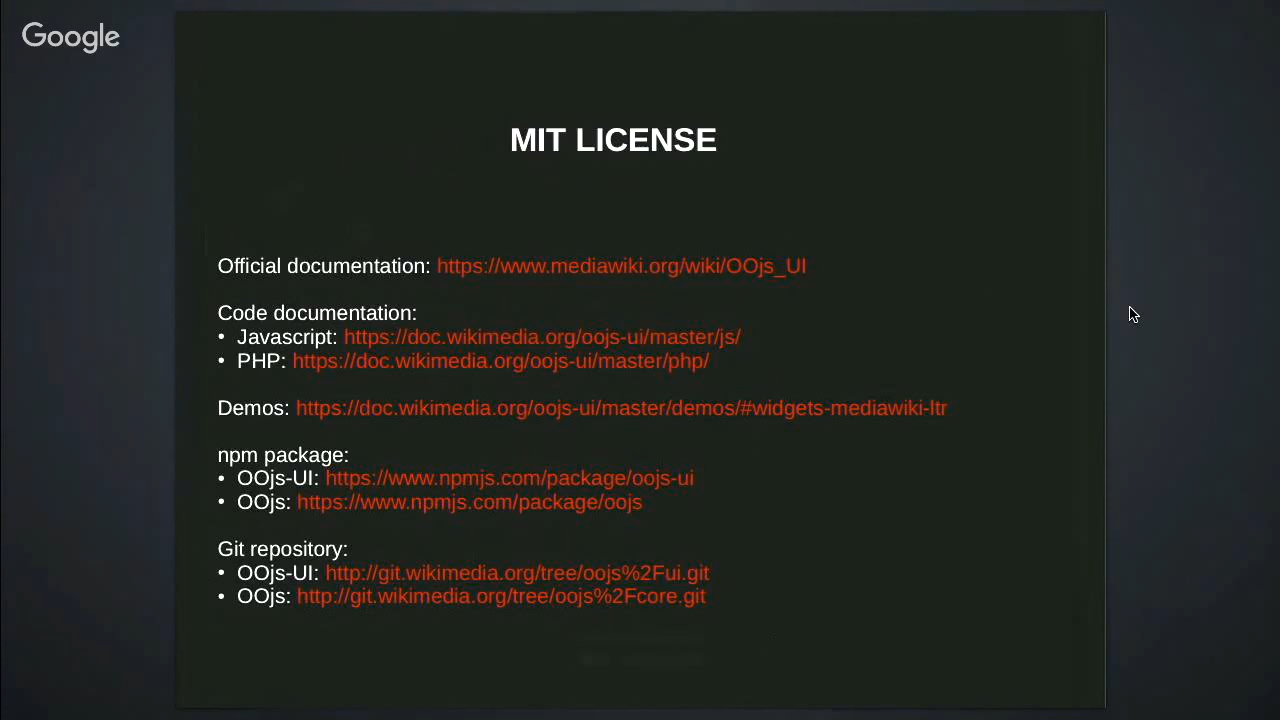 Google
MIT LICENSE
Official documentation: https://www.mediawiki.org/wiki/OOjs_UI
Code documentation:
• Javascript: https://doc.wikimedia.org/oojs-ui/master/js/
• PHP: https://doc.wikimedia.org/oojs-ui/master/php/
Demos: https://doc.wikimedia.org/oojs-ui/master/demos/#widgets-mediawiki-ltr
npm package:
• OOjs-UI: https://www.npmjs.com/package/oojs-ui
• OOjs: https://www.npmjs.com/package/oojs
Git repository:
• OOjs-UI: http://git.wikimedia.org/tree/oojs%2Fui.git
• OOjs: http://git.wikimedia.org/tree/oojs%2Fcore.git